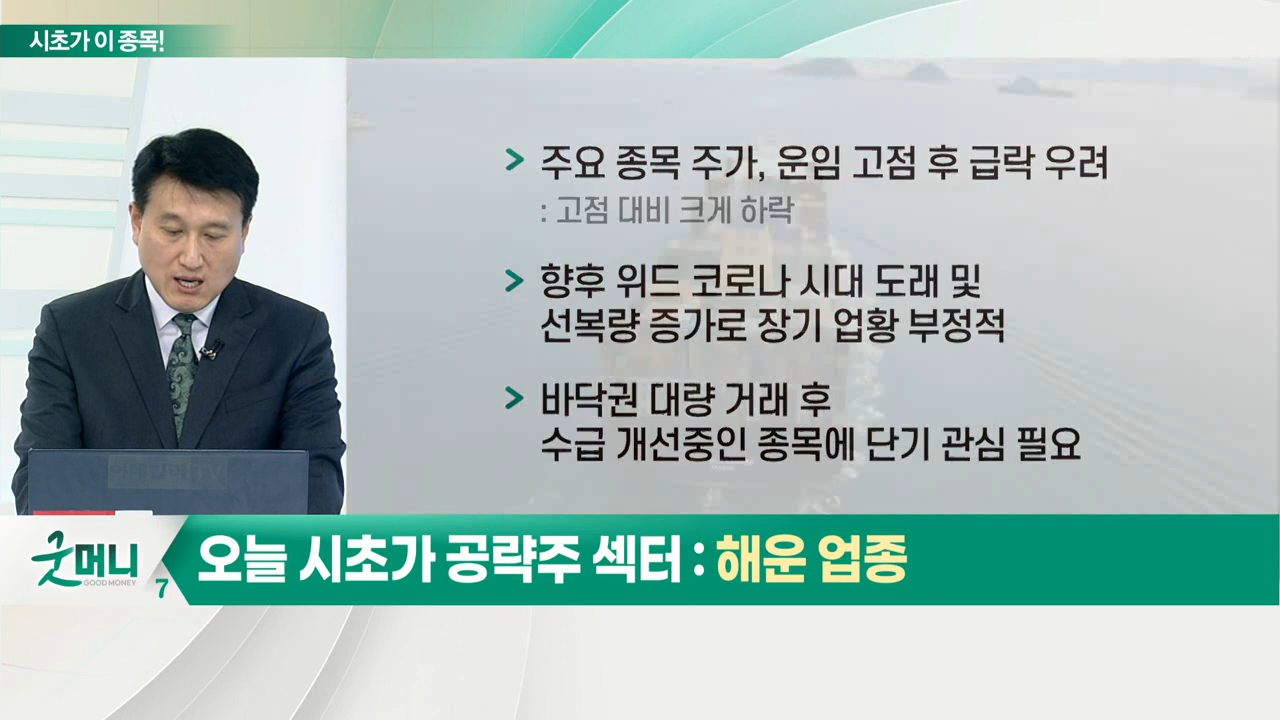 시초가 이 종목!
> 주요 종목 주가, 운임 고점 후 급락 우려
: 고점 대비 크게 하락
> 향후 위드 코로나 시대 도래 및
선복량 증가로 장기 업황 부정적
> 바닥권 대량 거래 후
수급 개선중인 종목에 단기 관심 필요
굿머니
GOOD MONEY
7
오늘 시초가 공략주 섹터 : 해운 업종